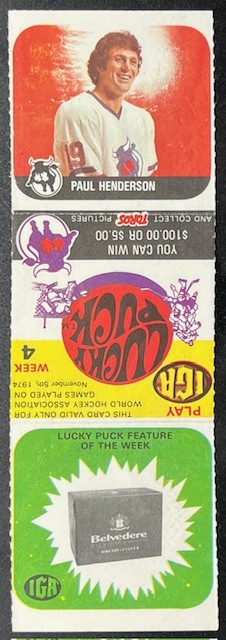 19
PAUL HENDERSON
YOU CAN WIN
$100.00 OR $5.00
AND COLLECT TOROS PICTURES
LUCKY
PUCK
TM
PLAY
IGA
WEEK
4
THIS CARD VALID ONLY FOR
WORLD HOCKEY ASSOCIATION
GAMES PLAYED ON
November 5th, 1974
LUCKY PUCK FEATURE
OF THE WEEK
Belvedere
IGA